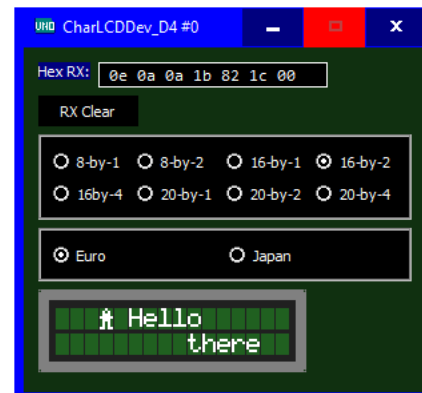 UNO CharLCDDev_D4 #0
Hex RX: 0e 0a 0a 1b 82 1c 00
RX Clear
8-by-1 8-by-2 16-by-1 16-by-2
16by-4 20-by-1 20-by-2 20-by-4
Euro Japan
Hello
there